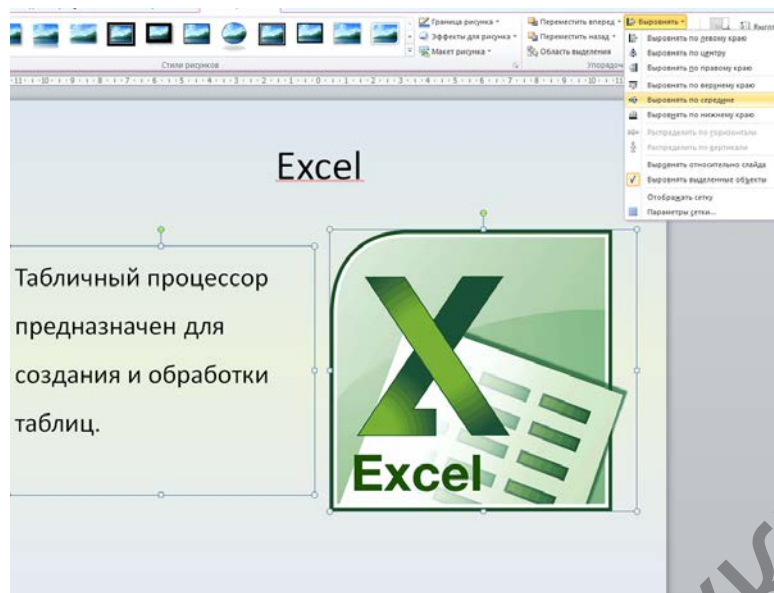 Граница рисунка
Эффекты для рисунка
Макет рисунка
Стили рисунков
Переместить вперед
Переместить назад
Область выделения
Выровнять
Выровнять по левому краю
Выровнять по центру
Выровнять по правому краю
Выровнять по верхнему краю
Выровнять по середине
Выровнять по нижнему краю
Распределить по горизонтали
Распределить по вертикали
Выровнять относительно слайда
Выровнять выделенные объекты
Отображать сетку
Параметры сетки...
Excel
Табличный процессор
предназначен для
создания и обработки
таблиц.
Excel